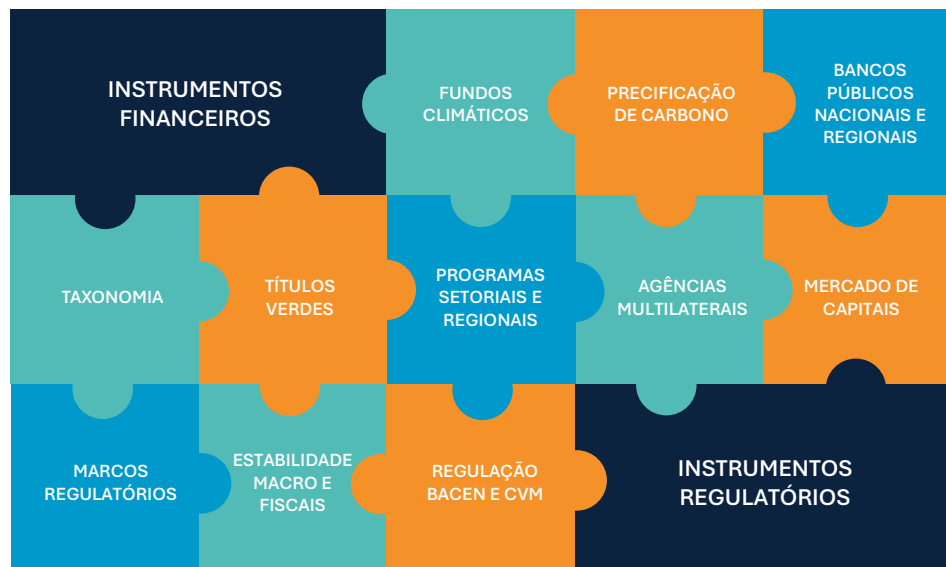 INSTRUMENTOS
FINANCEIROS
FUNDOS
CLIMÁTICOS
PRECIFICAÇÃO
DE CARBONO
BANCOS
PÚBLICOS
NACIONAIS E
REGIONAIS
TAXONOMIA
TÍTULOS
VERDES
PROGRAMAS
SETORIAIS E
REGIONAIS
AGÊNCIAS
MULTILATERAIS
MERCADO DE
CAPITAIS
MARCOS
REGULATÓRIOS
ESTABILIDADE
MACRO E
FISCAIS
REGULAÇÃO
BACEN E CVM
INSTRUMENTOS
REGULATÓRIOS